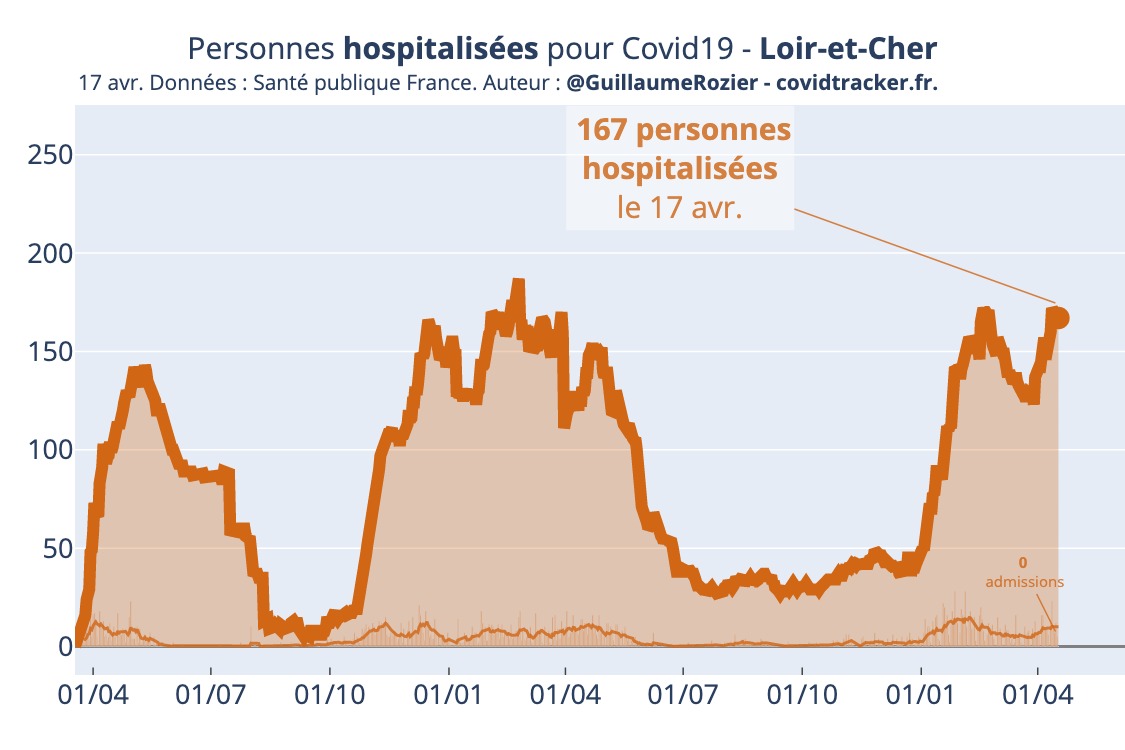 Personnes hospitalisées pour Covid19 - Loir-et-Cher
17 avr. Données : Santé publique France. Auteur : @GuillaumeRozier - covidtracker.fr.
167 personnes
hospitalisées
le 17 avr.
250
200
150
100
50
0
0
admissions
01/04
01/07
01/10
01/01
01/04
01/07
01/10
01/01
01/04